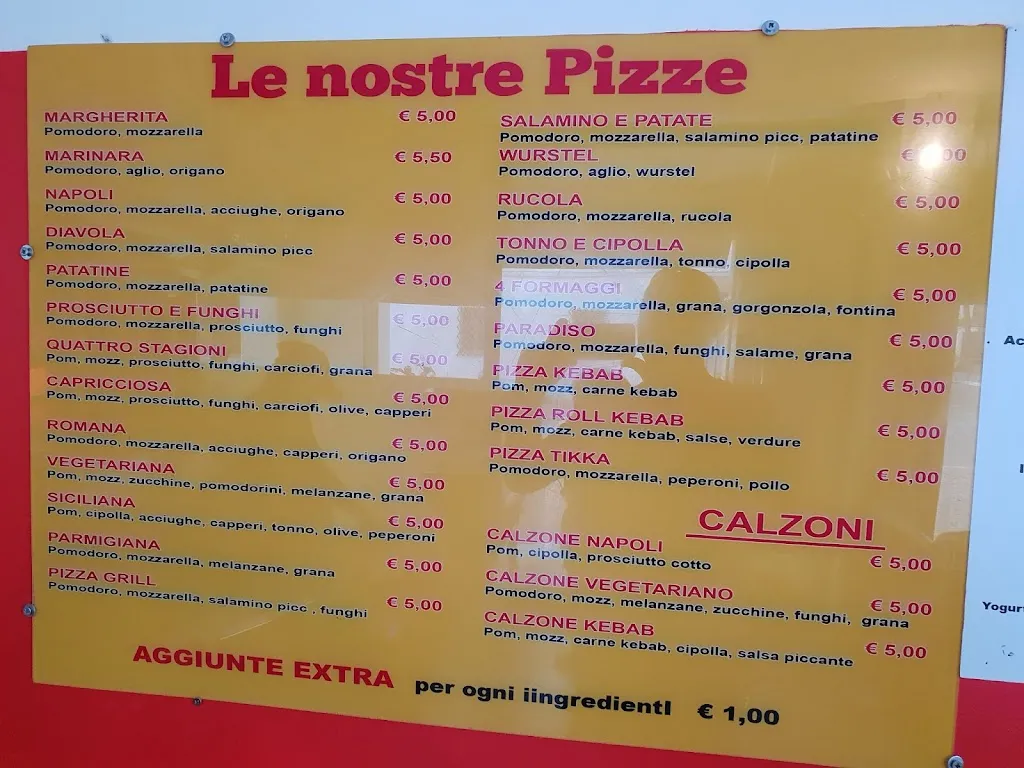 Le nostre Pizze
MARGHERITA € 5,00
Pomodoro, mozzarella
MARINARA € 5,50
Pomodoro, aglio, origano
NAPOLI € 5,00
Pomodoro, mozzarella, acciughe, origano
DIAVOLA € 5,00
Pomodoro, mozzarella, salamino picc
PATATINE € 5,00
Pomodoro, mozzarella, patatine
PROSCIUTTO E FUNGHI € 5,00
Pomodoro, mozzarella, prosciutto, funghi
QUATTRO STAGIONI € 5,00
Pom, mozz, prosciutto, funghi, carciofi, grana
CAPRICCIOSA € 5,00
Pom, mozz, prosciutto, funghi, carciofi, olive, capperi
ROMANA € 5,00
Pomodoro, mozzarella, acciughe, capperi, origano
VEGETARIANA € 5,00
Pom, mozz, zucchine, pomodorini, melanzane, grana
SICILIANA € 5,00
Pom, cipolla, acciughe, capperi, tonno, olive, peperoni
PARMIGIANA € 5,00
Pomodoro, mozzarella, melanzane, grana
PIZZA GRILL € 5,00
Pomodoro, mozzarella, salamino picc , funghi
SALAMINO E PATATE € 5,00
Pomodoro, mozzarella, salamino picc, patatine
WURSTEL
Pomodoro, aglio, wurstel
RUCOLA € 5,00
Pomodoro, mozzarella, rucola
TONNO E CIPOLLA € 5,00
Pomodoro, mozzarella, tonno, cipolla
4 FORMAGGI € 5,00
Pomodoro, mozzarella, grana, gorgonzola, fontina
PARADISO € 5,00
Pomodoro, mozzarella, funghi, salame, grana
PIZZA KEBAB € 5,00
Pom, mozz, carne kebab
PIZZA ROLL KEBAB € 5,00
Pom, mozz, carne kebab, salse, verdure
PIZZA TIKKA € 5,00
Pomodoro, mozzarella, peperoni, pollo
CALZONI
CALZONE NAPOLI € 5,00
Pom, cipolla, prosciutto cotto
CALZONE VEGETARIANO € 5,00
Pomodoro, mozz, melanzane, zucchine, funghi, grana
CALZONE KEBAB € 5,00
Pom, mozz, carne kebab, cipolla, salsa piccante
AGGIUNTE EXTRA per ogni iingredientI € 1,00